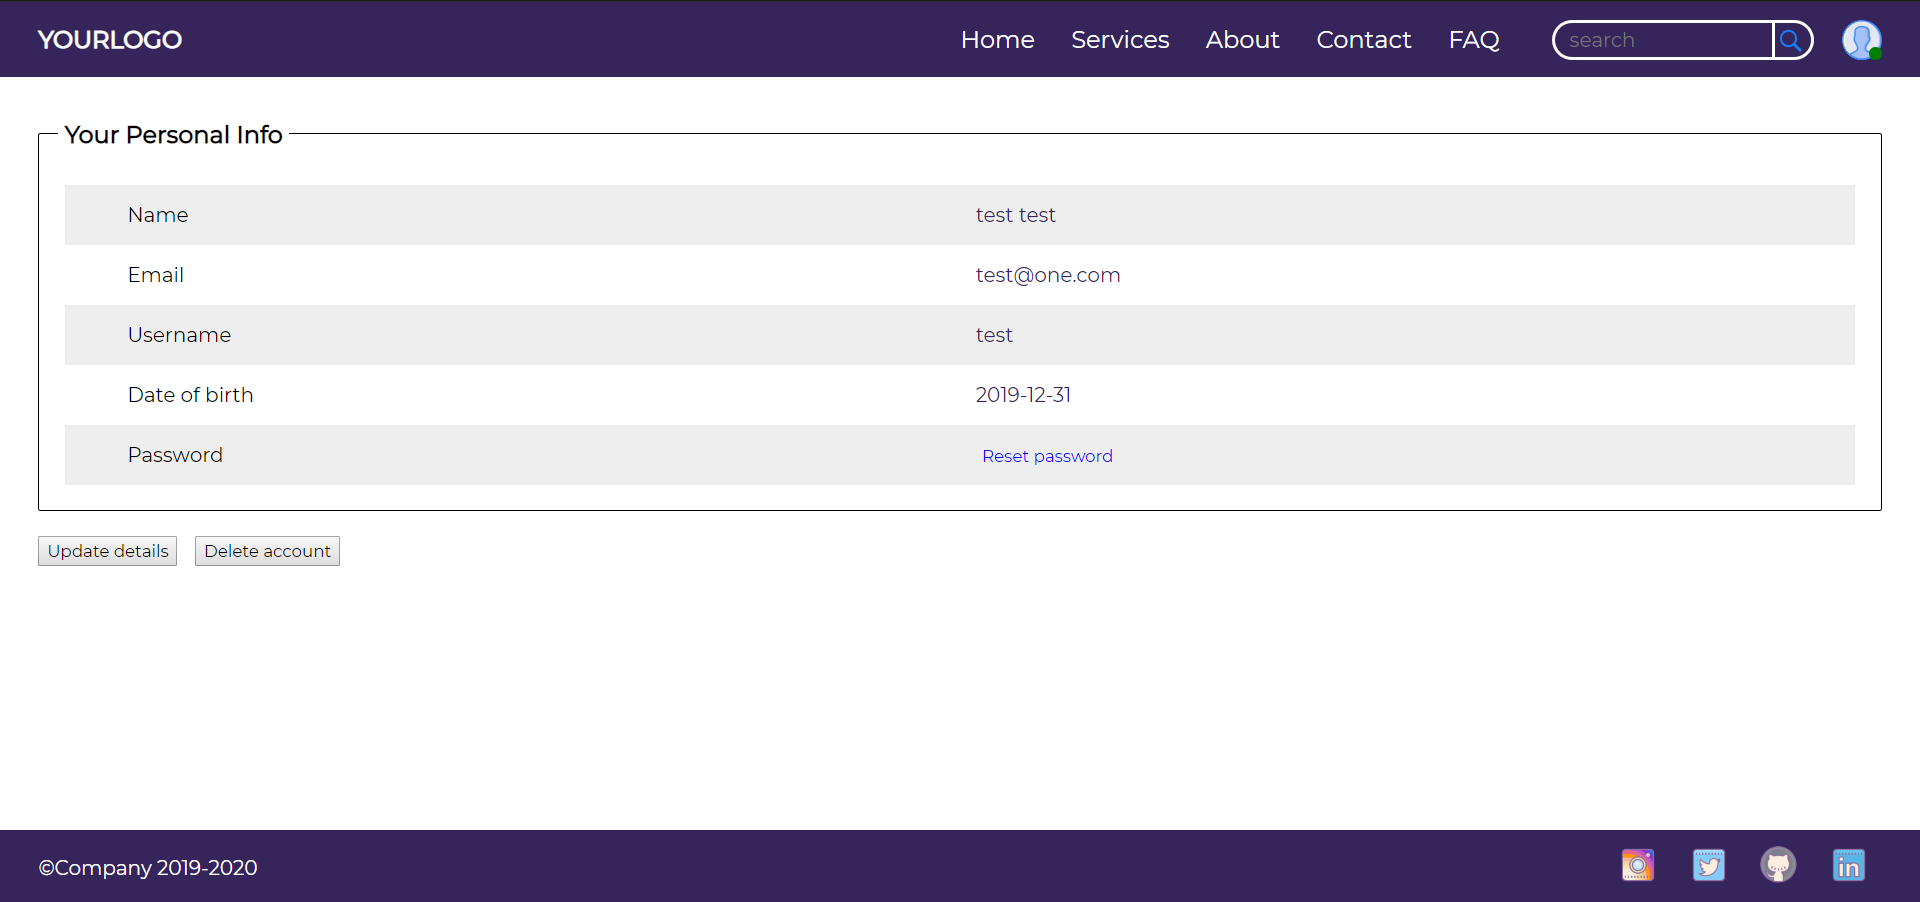 YOURLOGO Home Services About Contact FAQ search
Your Personal Info
Name test test
Email test@one.com
Username test
Date of birth 2019-12-31
Password Reset password
Update details Delete account
©Company 2019-2020 in